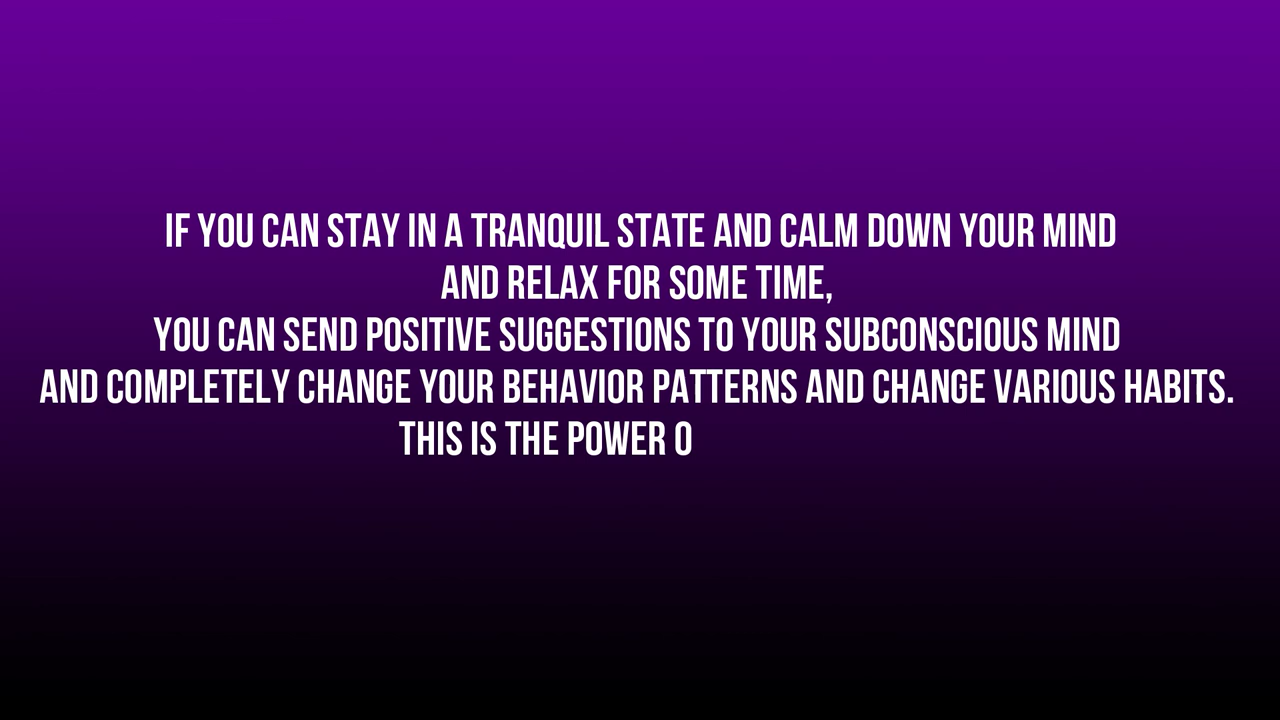 IF YOU CAN STAY IN A TRANQUIL STATE AND CALM DOWN YOUR MIND
AND RELAX FOR SOME TIME,
YOU CAN SEND POSITIVE SUGGESTIONS TO YOUR SUBCONSCIOUS MIND
AND COMPLETELY CHANGE YOUR BEHAVIOR PATTERNS AND CHANGE VARIOUS HABITS.
THIS IS THE POWER O